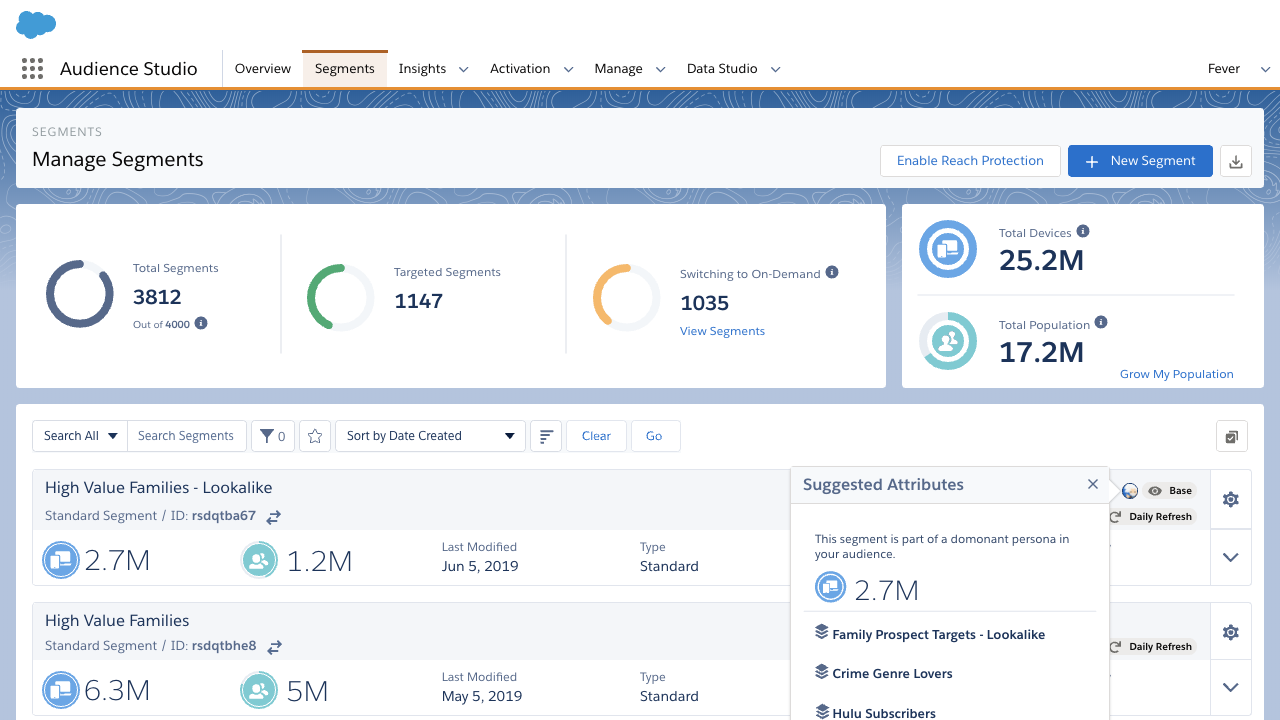 Audience Studio
Overview
Segments
Insights
Activation
Manage
Data Studio
Fever
SEGMENTS
Manage Segments
Enable Reach Protection
New Segment
Total Segments
3812
Out of 4000
Targeted Segments
1147
Switching to On-Demand
1035
View Segments
Total Devices
25.2M
Total Population
17.2M
Grow My Population
Search All
Search Segments
0
Sort by Date Created
Clear
Go
High Value Families - Lookalike
Standard Segment / ID: rsdqtba67
Base
Daily Refresh
2.7M
1.2M
Last Modified
Jun 5, 2019
Type
Standard
Suggested Attributes
This segment is part of a domonant persona in
your audience.
2.7M
Family Prospect Targets - Lookalike
Crime Genre Lovers
Hulu Subscribers
High Value Families
Standard Segment / ID: rsdqtbhe8
Daily Refresh
6.3M
5M
Last Modified
May 5, 2019
Type
Standard